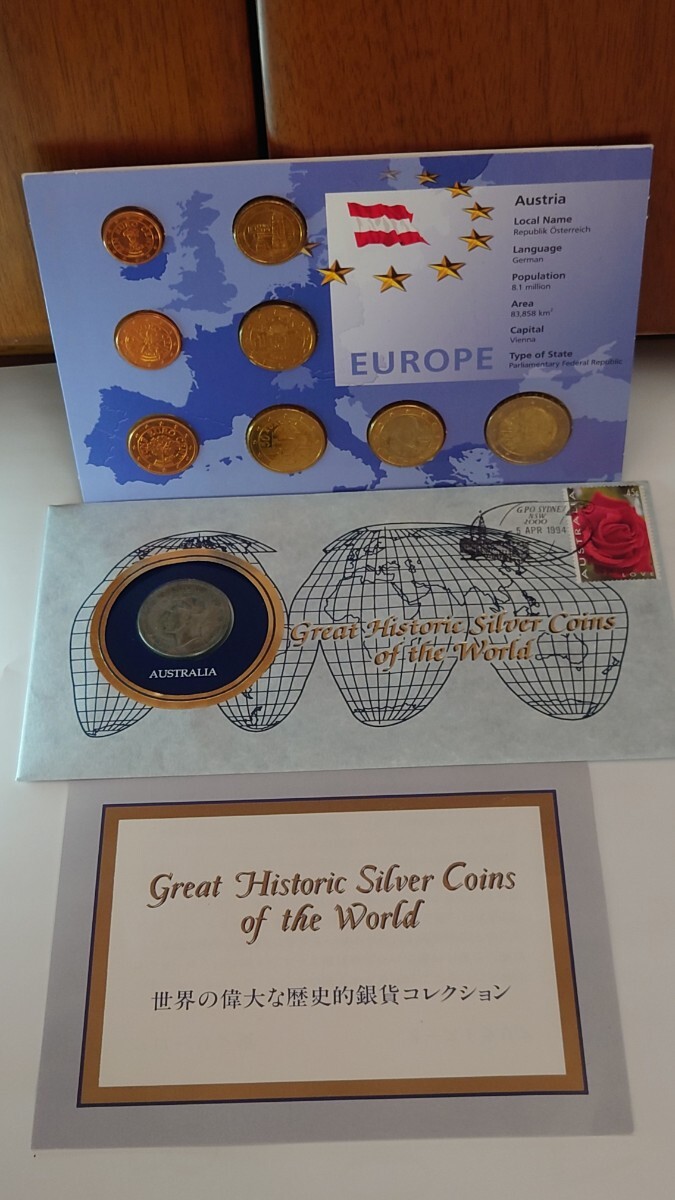 Austria
Local Name
Republik Österreich
Language
German
Population
8.1 million
Area
83,858 km²
Capital
Vienna
Type of State
Parliamentary Federal Republic
EUROPE
G.P.O SYDNEY
NSW
2000
5 APR 1994
AUSTRALIA
Great Historic Silver Coins
of the World
AUSTRALIA
Great Historic Silver Coins
of the World
世界の偉大な歴史的銀貨コレクション